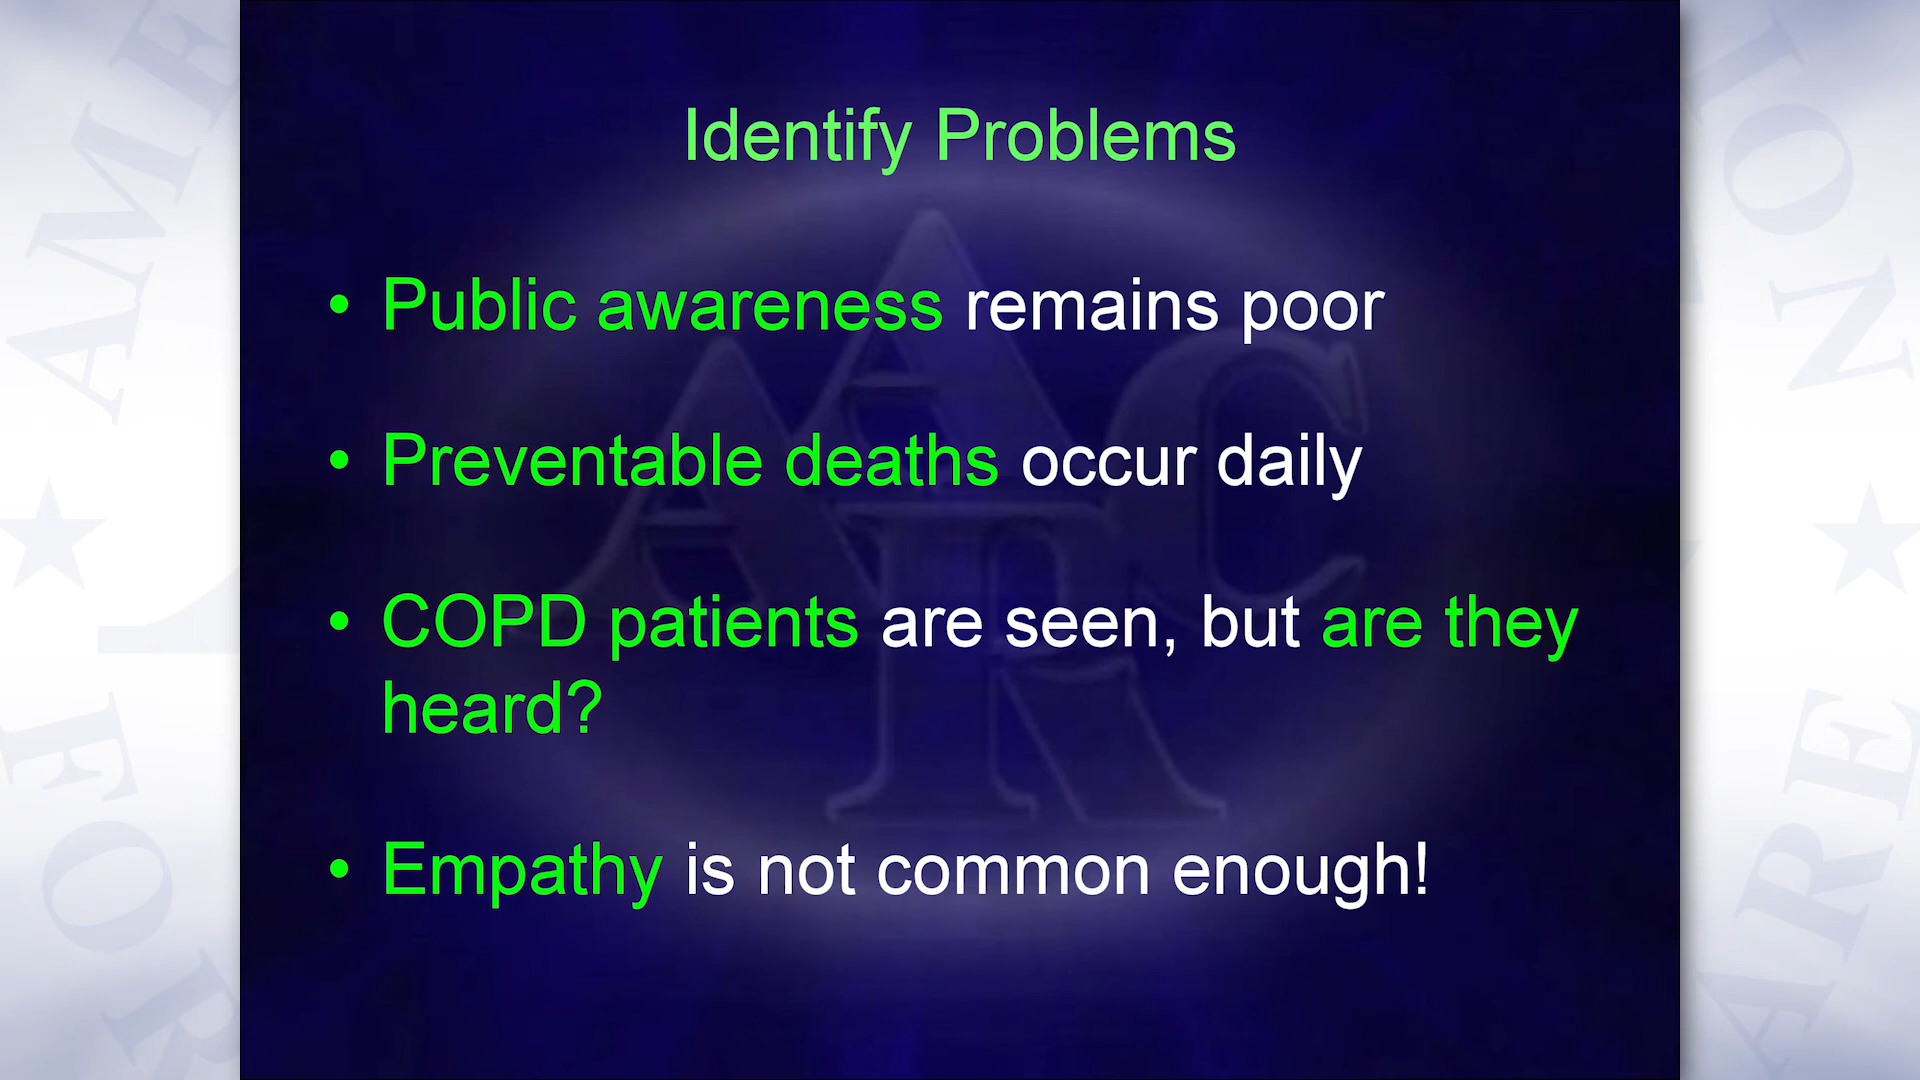 Identify Problems
• Public awareness remains poor
• Preventable deaths occur daily
• COPD patients are seen, but are they
heard?
• Empathy is not common enough!
AARC